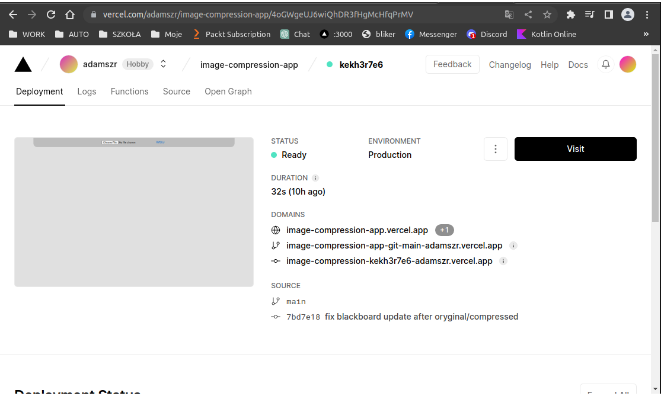 vercel.com/adamszr/image-compression-app/4oGWgeUJ6wiQhDR3fHgMcHfqPrMV
WORK AUTO SZKOŁA Moje Packt Subscription Chat :3000 bliker Messenger Discord Kotlin Online »
adamszr Hobby / image-compression-app / kekh3r7e6 Feedback Changelog Help Docs
Deployment Logs Functions Source Open Graph
STATUS ENVIRONMENT
Ready Production Visit
DURATION
32s (10h ago)
DOMAINS
image-compression-app.vercel.app +1
image-compression-app-git-main-adamszr.vercel.app
image-compression-kekh3r7e6-adamszr.vercel.app
SOURCE
main
7bd7e18 fix blackboard update after oryginal/compressed
Deployment Status